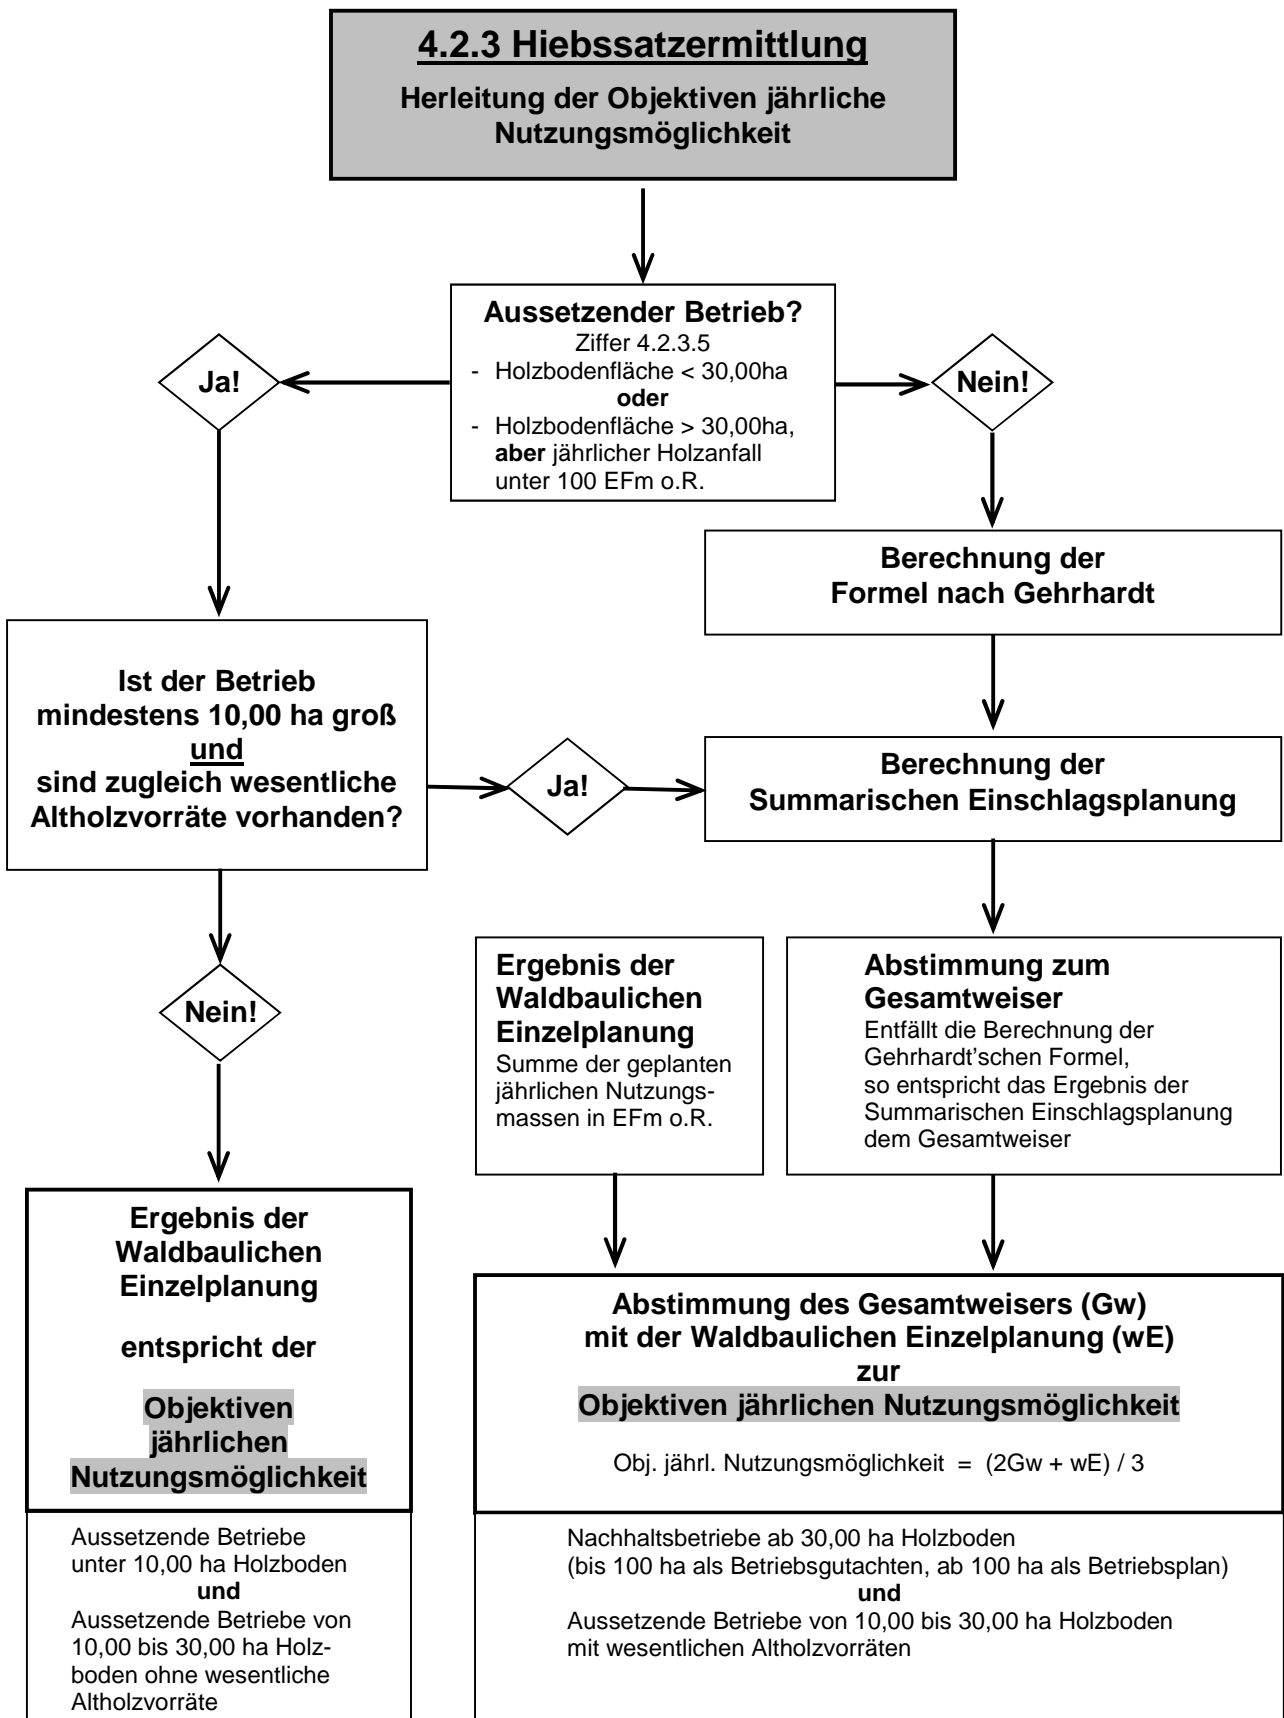 4.2.3 Hiebssatzermittlung
Herleitung der Objektiven jährliche
Nutzungsmöglichkeit
Aussetzender Betrieb?
Ziffer 4.2.3.5
- Holzbodenfläche < 30,00ha
oder
- Holzbodenfläche > 30,00ha,
aber jährlicher Holzanfall
unter 100 EFm o.R.
Ja!
Nein!
Berechnung der
Formel nach Gehrhardt
Ist der Betrieb
mindestens 10,00 ha groß
und
sind zugleich wesentliche
Altholzvorräte vorhanden?
Ja!
Berechnung der
Summarischen Einschlagsplanung
Nein!
Ergebnis der
Waldbaulichen
Einzelplanung
Summe der geplanten
jährlichen Nutzungs-
massen in EFm o.R.
Abstimmung zum
Gesamtweiser
Entfällt die Berechnung der
Gehrhardt'schen Formel,
so entspricht das Ergebnis der
Summarischen Einschlagsplanung
dem Gesamtweiser
Ergebnis der
Waldbaulichen
Einzelplanung
entspricht der
Objektiven
jährlichen
Nutzungsmöglichkeit
Aussetzende Betriebe
unter 10,00 ha Holzboden
und
Aussetzende Betriebe von
10,00 bis 30,00 ha Holz-
boden ohne wesentliche
Altholzvorräte
Abstimmung des Gesamtweisers (Gw)
mit der Waldbaulichen Einzelplanung (wE)
zur
Objektiven jährlichen Nutzungsmöglichkeit
Obj. jährl. Nutzungsmöglichkeit = (2Gw + wE) / 3
Nachhaltsbetriebe ab 30,00 ha Holzboden
(bis 100 ha als Betriebsgutachten, ab 100 ha als Betriebsplan)
und
Aussetzende Betriebe von 10,00 bis 30,00 ha Holzboden
mit wesentlichen Altholzvorräten